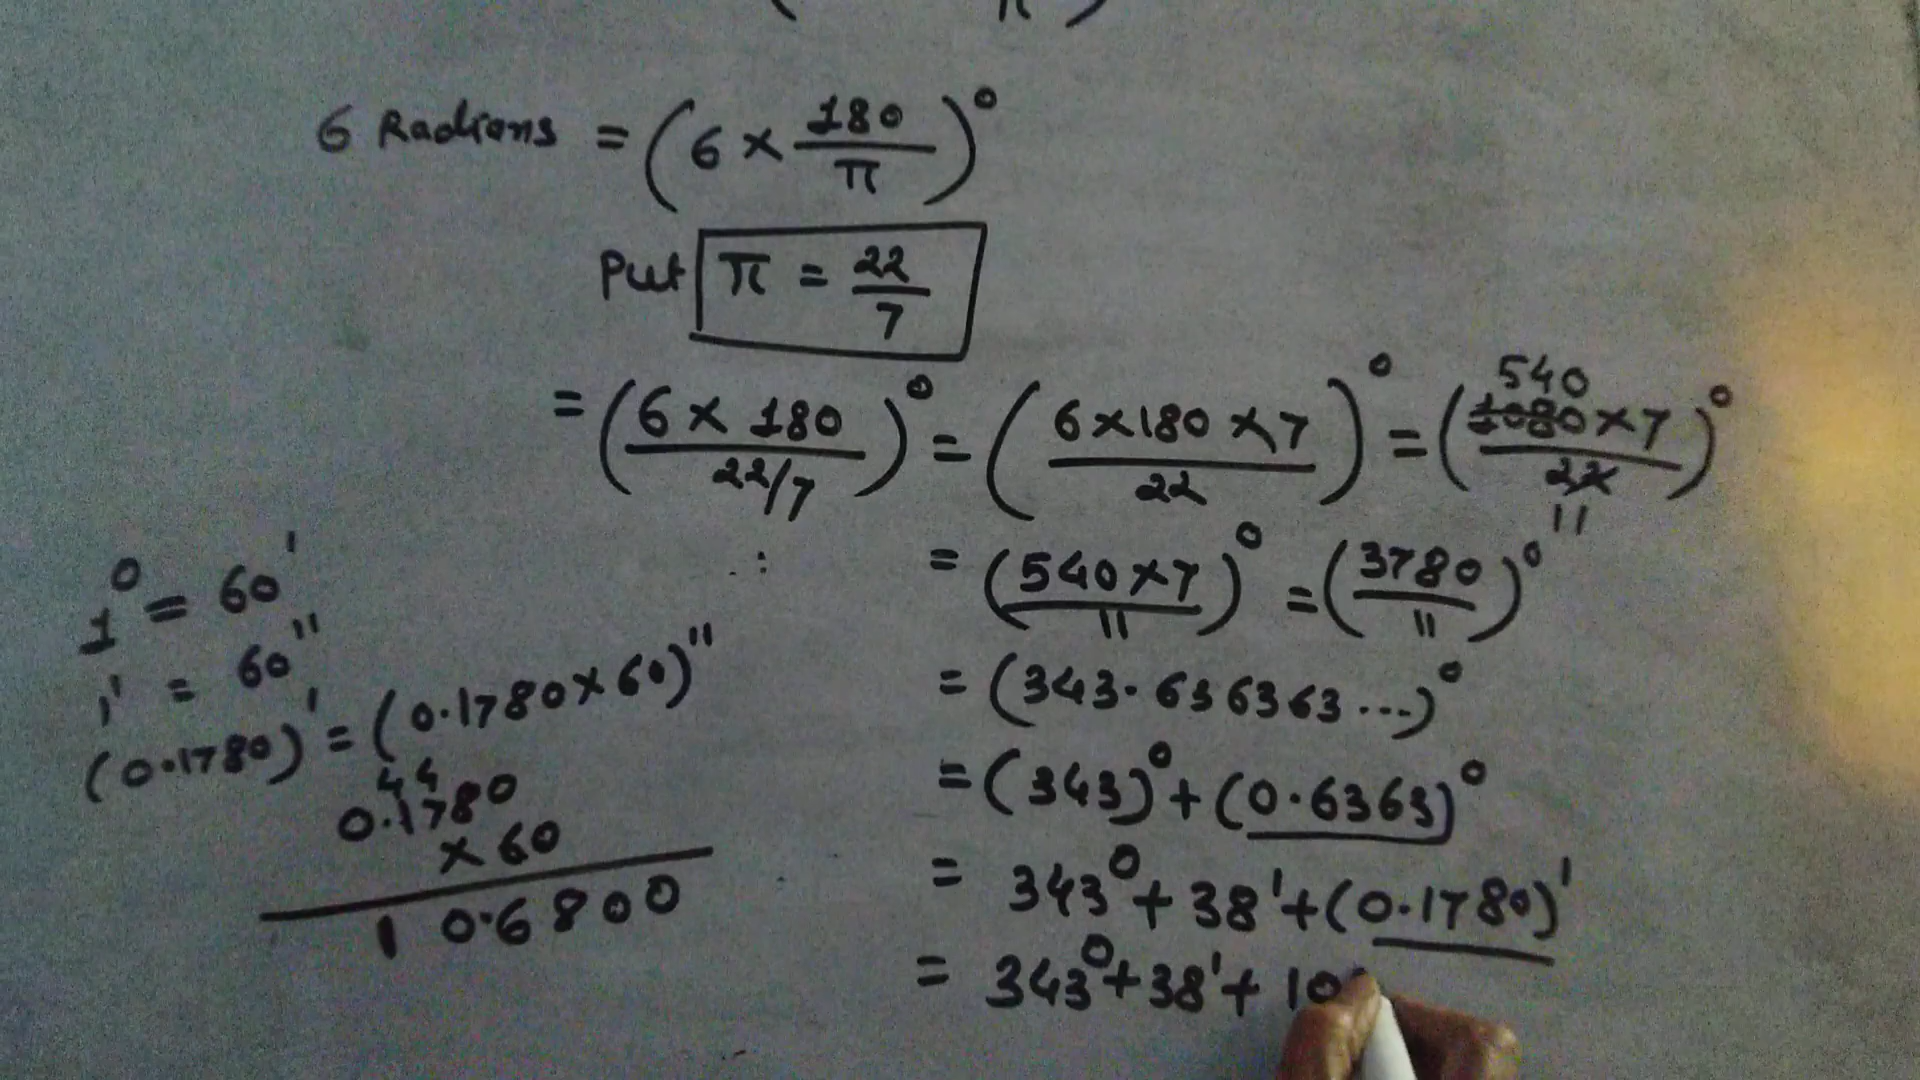 π
6 Radians = (6 × 180/π)°
Put π = 22/7
= (6 × 180 / 22/7)° = (6×180×7 / 22)° = (540 1080×7 / 22 11)°
= (540×7 / 11)° = (3780 / 11)°
= (343.636363...)°
= (343)° + (0.6363)°
= 343° + 38' + (0.1780)'
= 343° + 38' + 10
1° = 60'
1' = 60''
(0.1780)' = (0.1780×60)''
44
0.1780
×60
10.6800